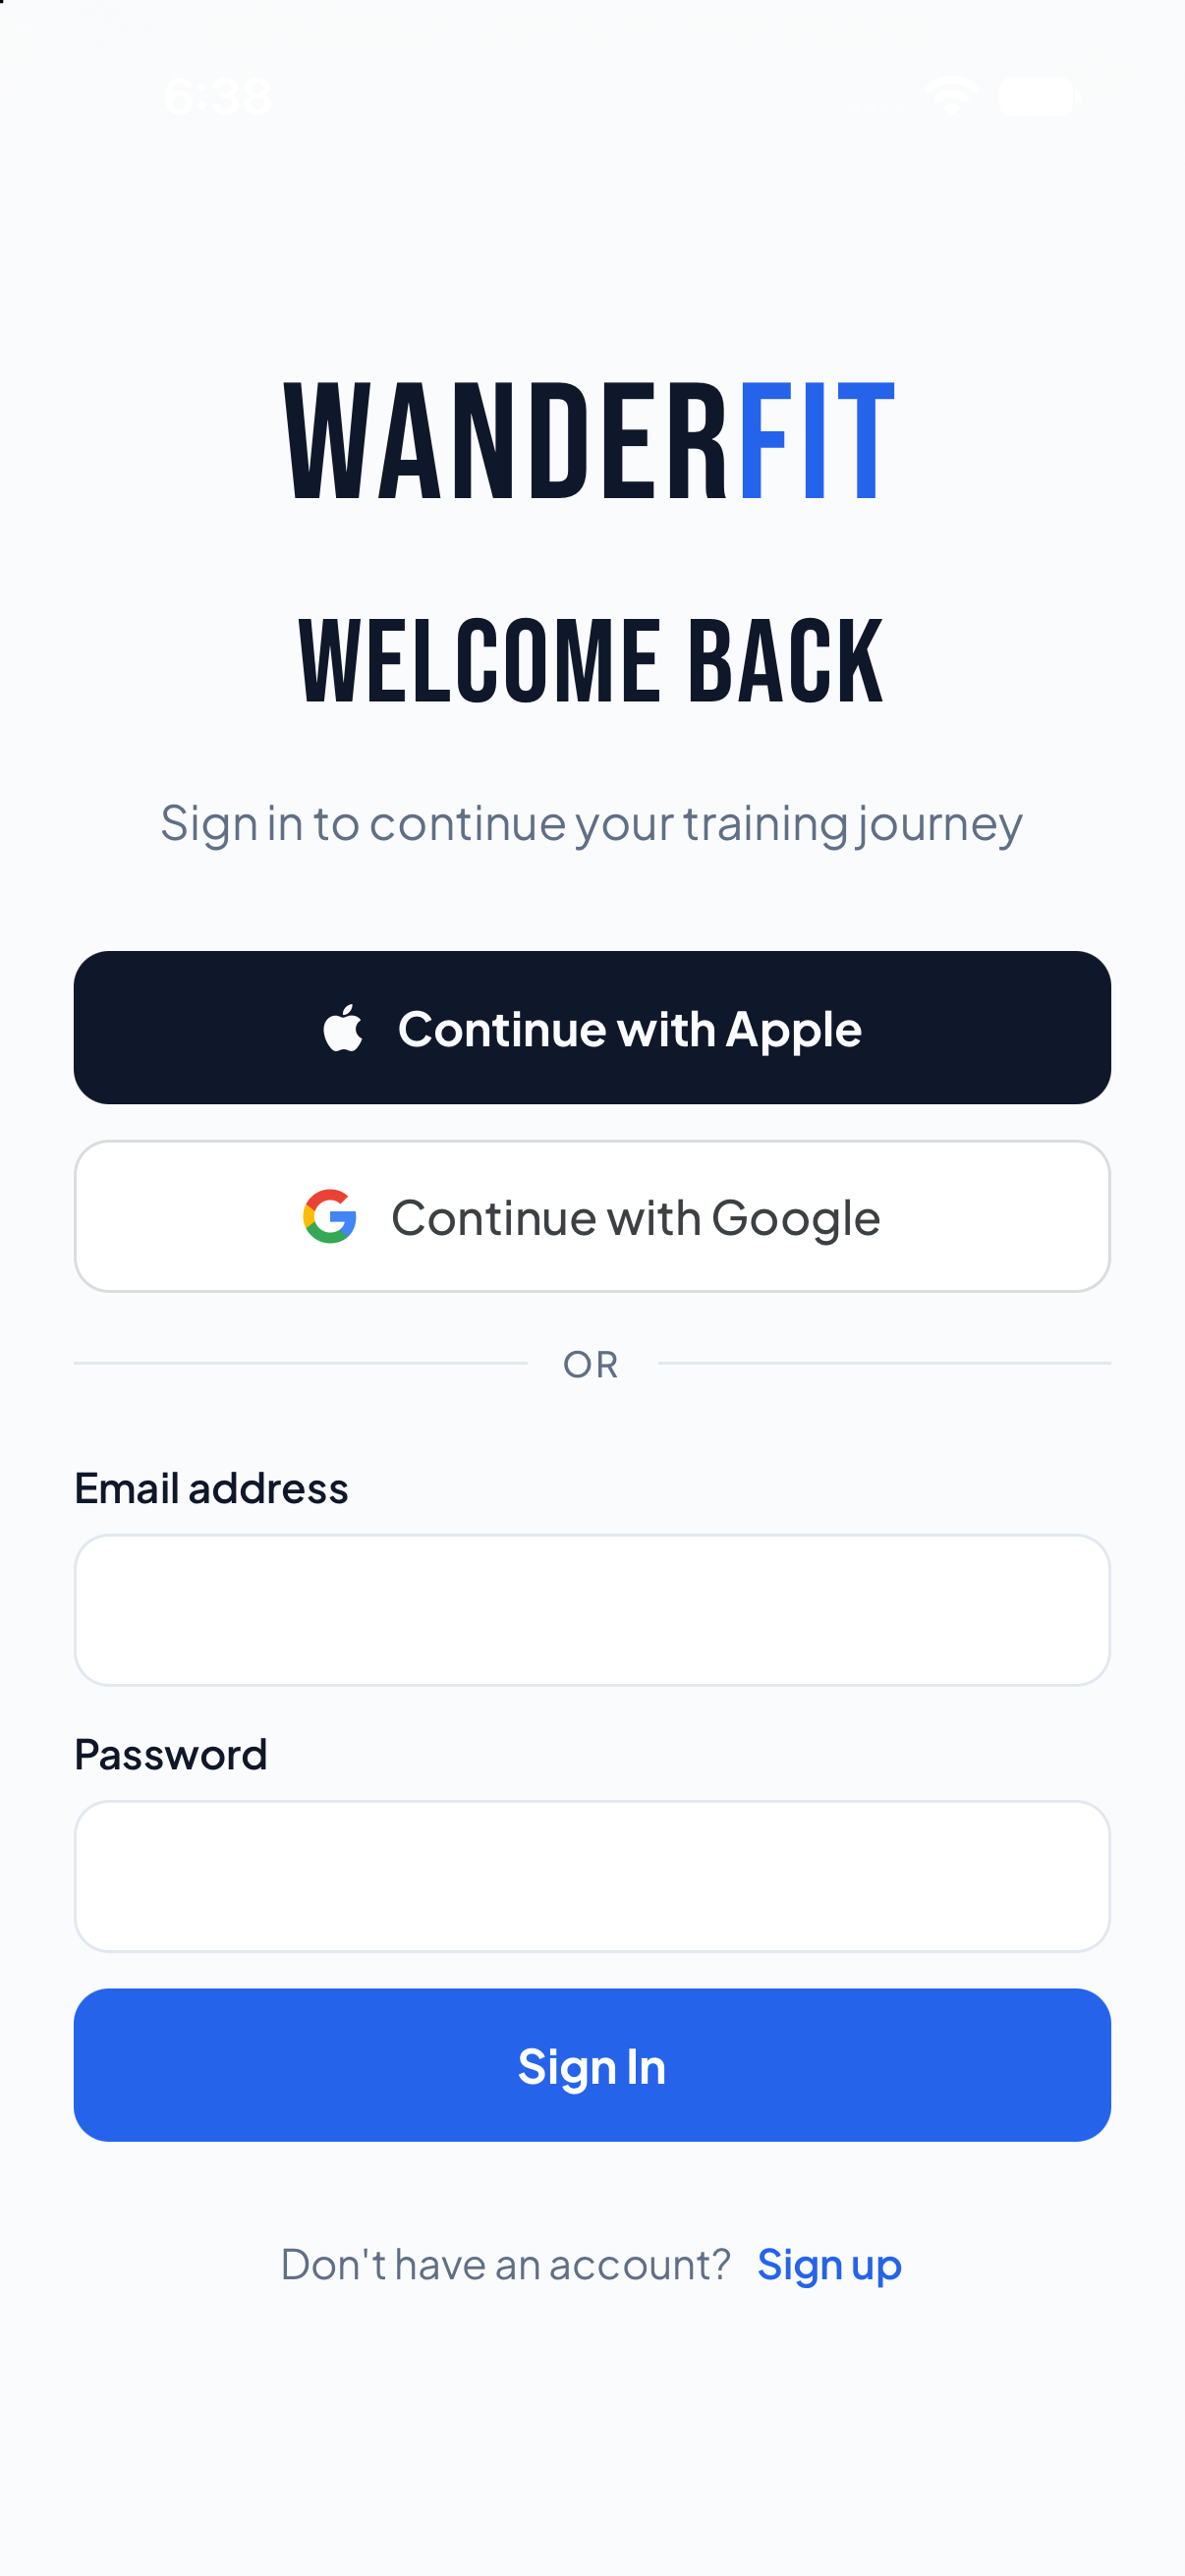 6:38
WANDERFIT
WELCOME BACK
Sign in to continue your training journey
Continue with Apple
Continue with Google
OR
Email address
Password
Sign In
Don't have an account? Sign up